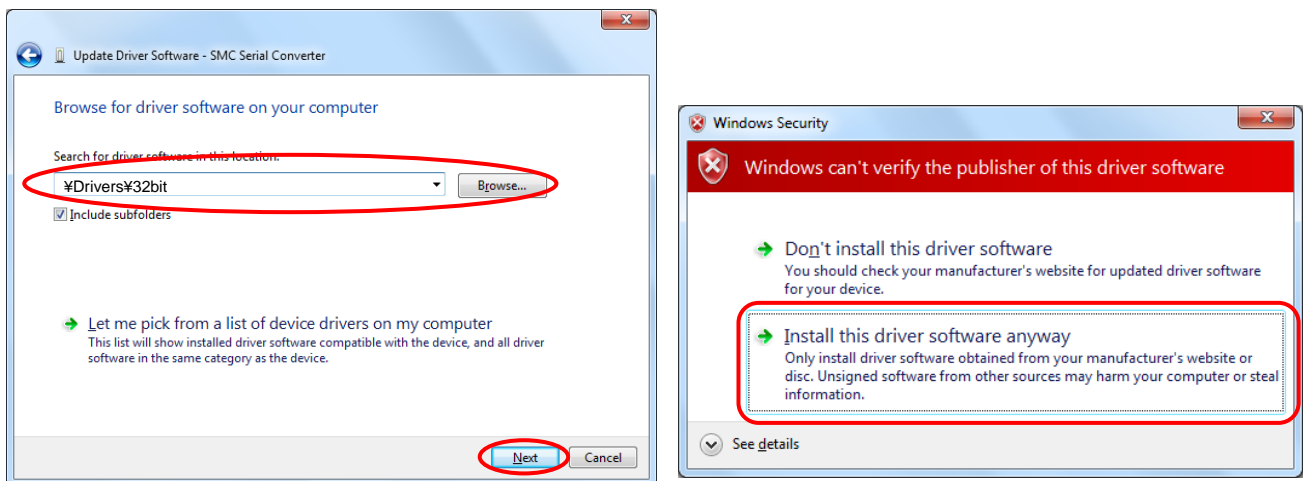 Update Driver Software - SMC Serial Converter
Browse for driver software on your computer
Search for driver software in this location:
¥Drivers¥32bit
Browse...
Include subfolders
Let me pick from a list of device drivers on my computer
This list will show installed driver software compatible with the device, and all driver
software in the same category as the device.
Next
Cancel
Windows Security
Windows can't verify the publisher of this driver software
Don't install this driver software
You should check your manufacturer's website for updated driver software
for your device.
Install this driver software anyway
Only install driver software obtained from your manufacturer's website or
disc. Unsigned software from other sources may harm your computer or steal
information.
See details